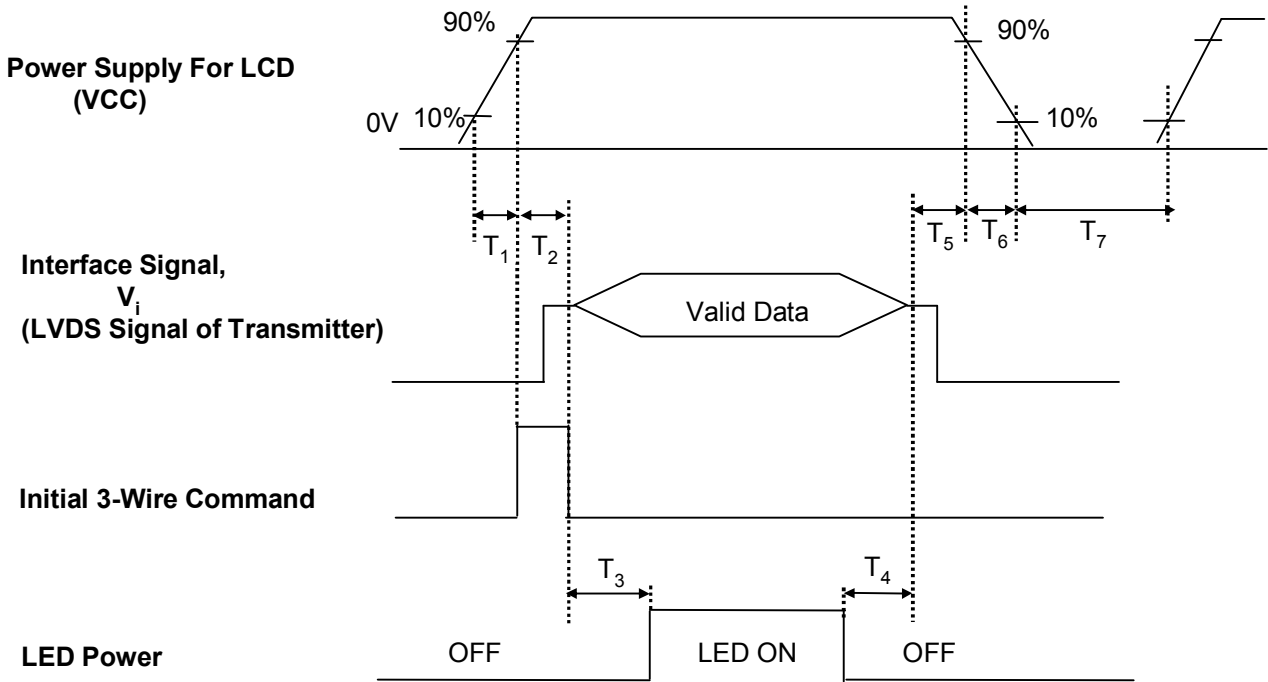 90%
90%
Power Supply For LCD
(VCC)
0V 10%
10%
T1 T2
T5 T6 T7
Interface Signal,
Vi
(LVDS Signal of Transmitter)
Valid Data
Initial 3-Wire Command
T3
T4
LED Power
OFF
LED ON
OFF